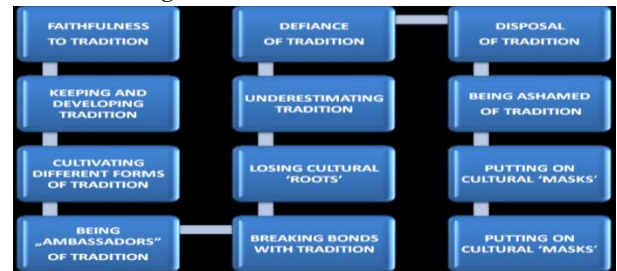 FAITHFULNESS
TO TRADITION
KEEPING AND
DEVELOPING
TRADITION
CULTIVATING
DIFFERENT FORMS
OF TRADITION
BEING
„AMBASSADORS”
OF TRADITION
DEFIANCE
OF TRADITION
UNDERESTIMATING
TRADITION
LOSING CULTURAL
'ROOTS'
BREAKING BONDS
WITH TRADITION
DISPOSAL
OF TRADITION
BEING ASHAMED
OF TRADITION
PUTTING ON
CULTURAL 'MASKS'
PUTTING ON
CULTURAL 'MASKS'